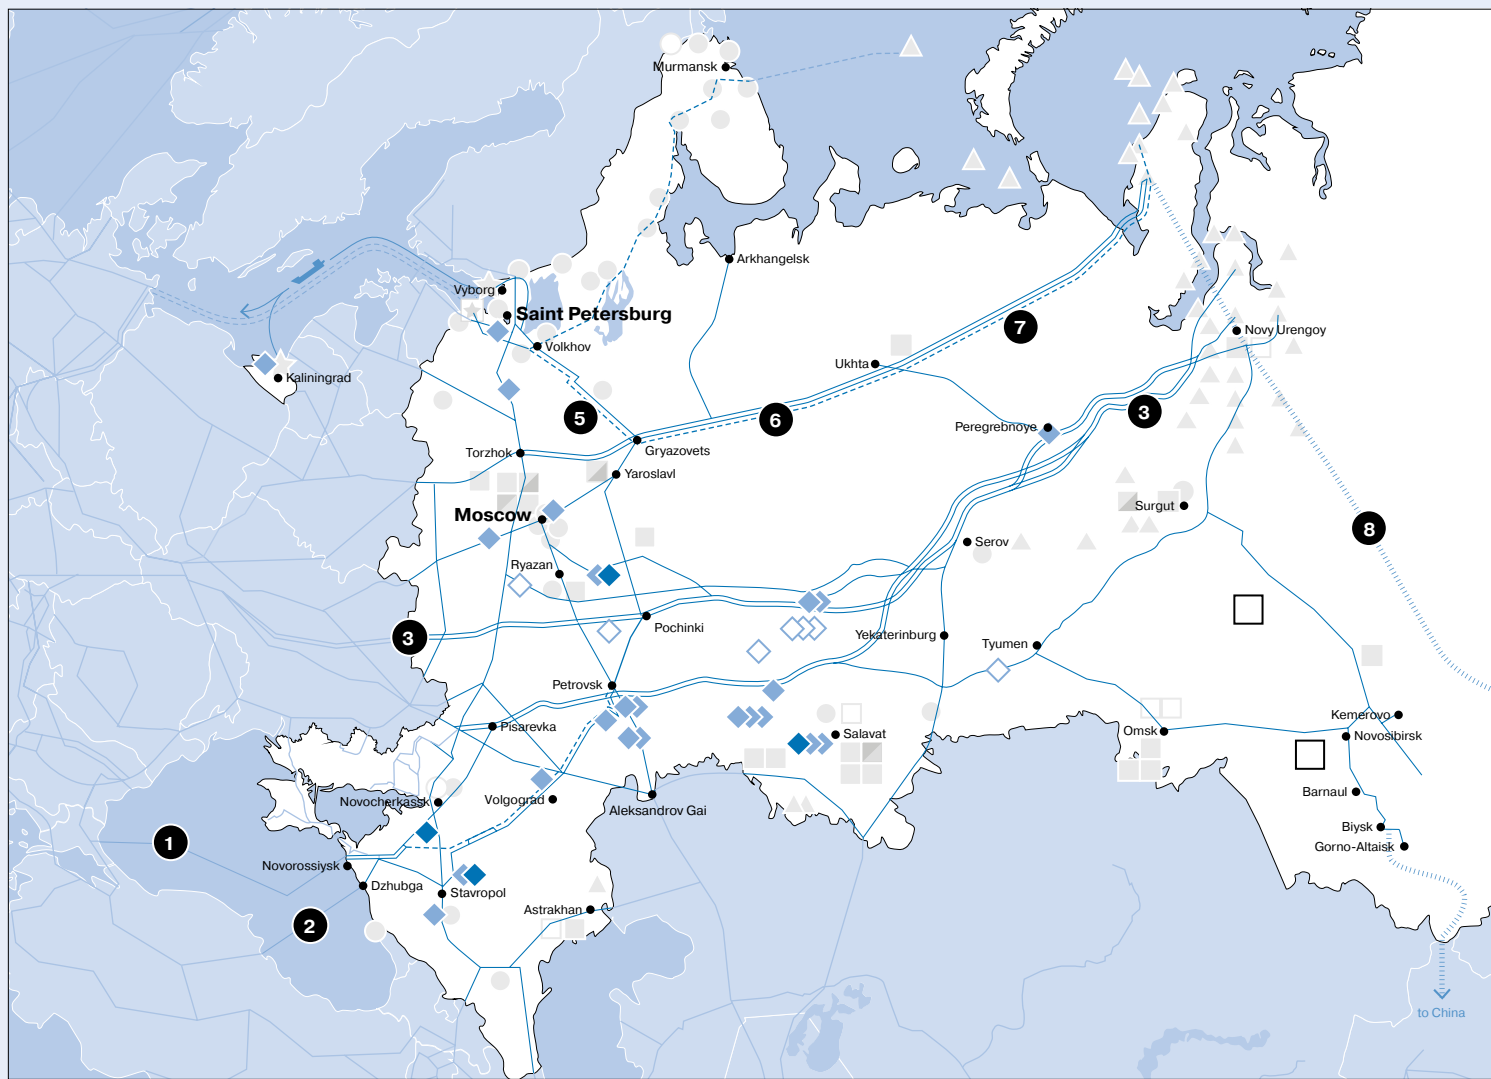 Murmansk
Arkhangelsk
Vyborg
Saint Petersburg
Volkhov
7
Novy Urengoy
Ukhta
Kaliningrad
5
6
3
Peregrebnoye
Torzhok
Gryazovets
Yaroslavl
Moscow
Surgut
8
Serov
Ryazan
Pochinki
3
Yekaterinburg
Tyumen
Petrovsk
Pisarevka
Salavat
Omsk
Kemerovo
Novosibirsk
Novocherkassk
Volgograd
Aleksandrov Gai
Barnaul
Biysk
Gorno-Altaisk
1
Novorossiysk
Dzhubga
Stavropol
Astrakhan
2
to China